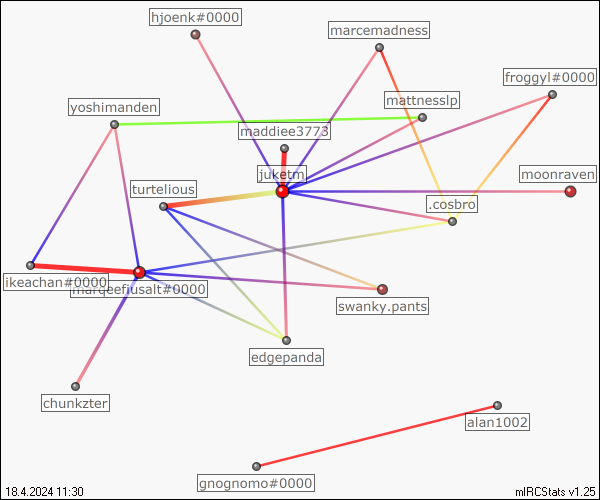 hjoenk#0000
marcemadness
froggyl#0000
yoshimanden
mattnesslp
maddiee3773
juketm
moonraven
turtelious
.cosbro
ikeachan#0000
marqeefiusalt#0000
swanky.pants
edgepanda
chunkzter
alan1002
gnognomo#0000
18.4.2024 11:30
mIRCStats v1.25